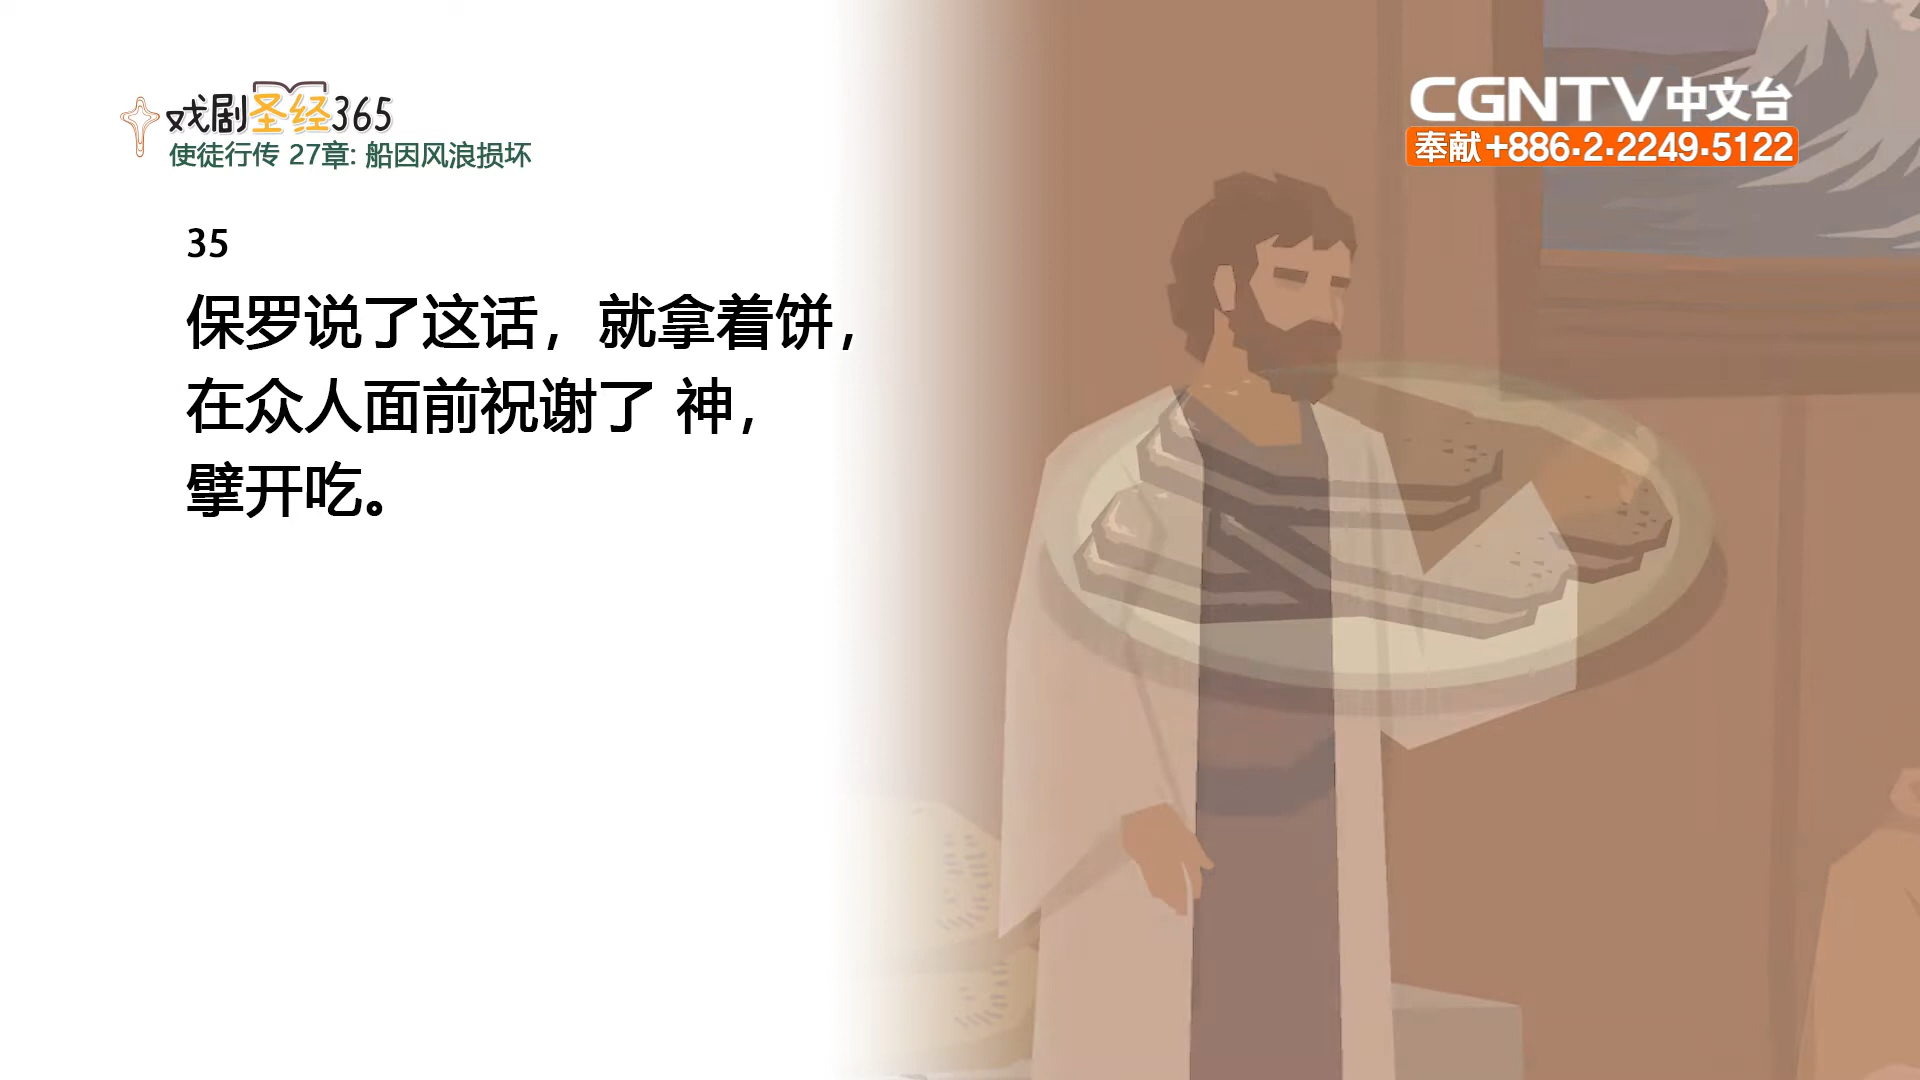 戏剧圣经365
使徒行传 27章: 船因风浪损坏
CGNTV中文台
奉献+886·2·2249·5122
35
保罗说了这话，就拿着饼，
在众人面前祝谢了 神，
擘开吃。